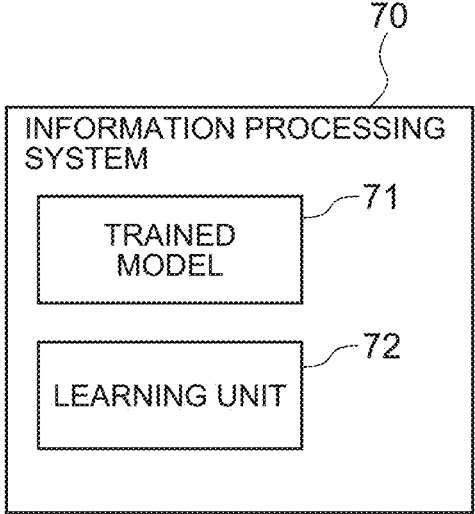 70
INFORMATION PROCESSING
SYSTEM
71
TRAINED
MODEL
72
LEARNING UNIT